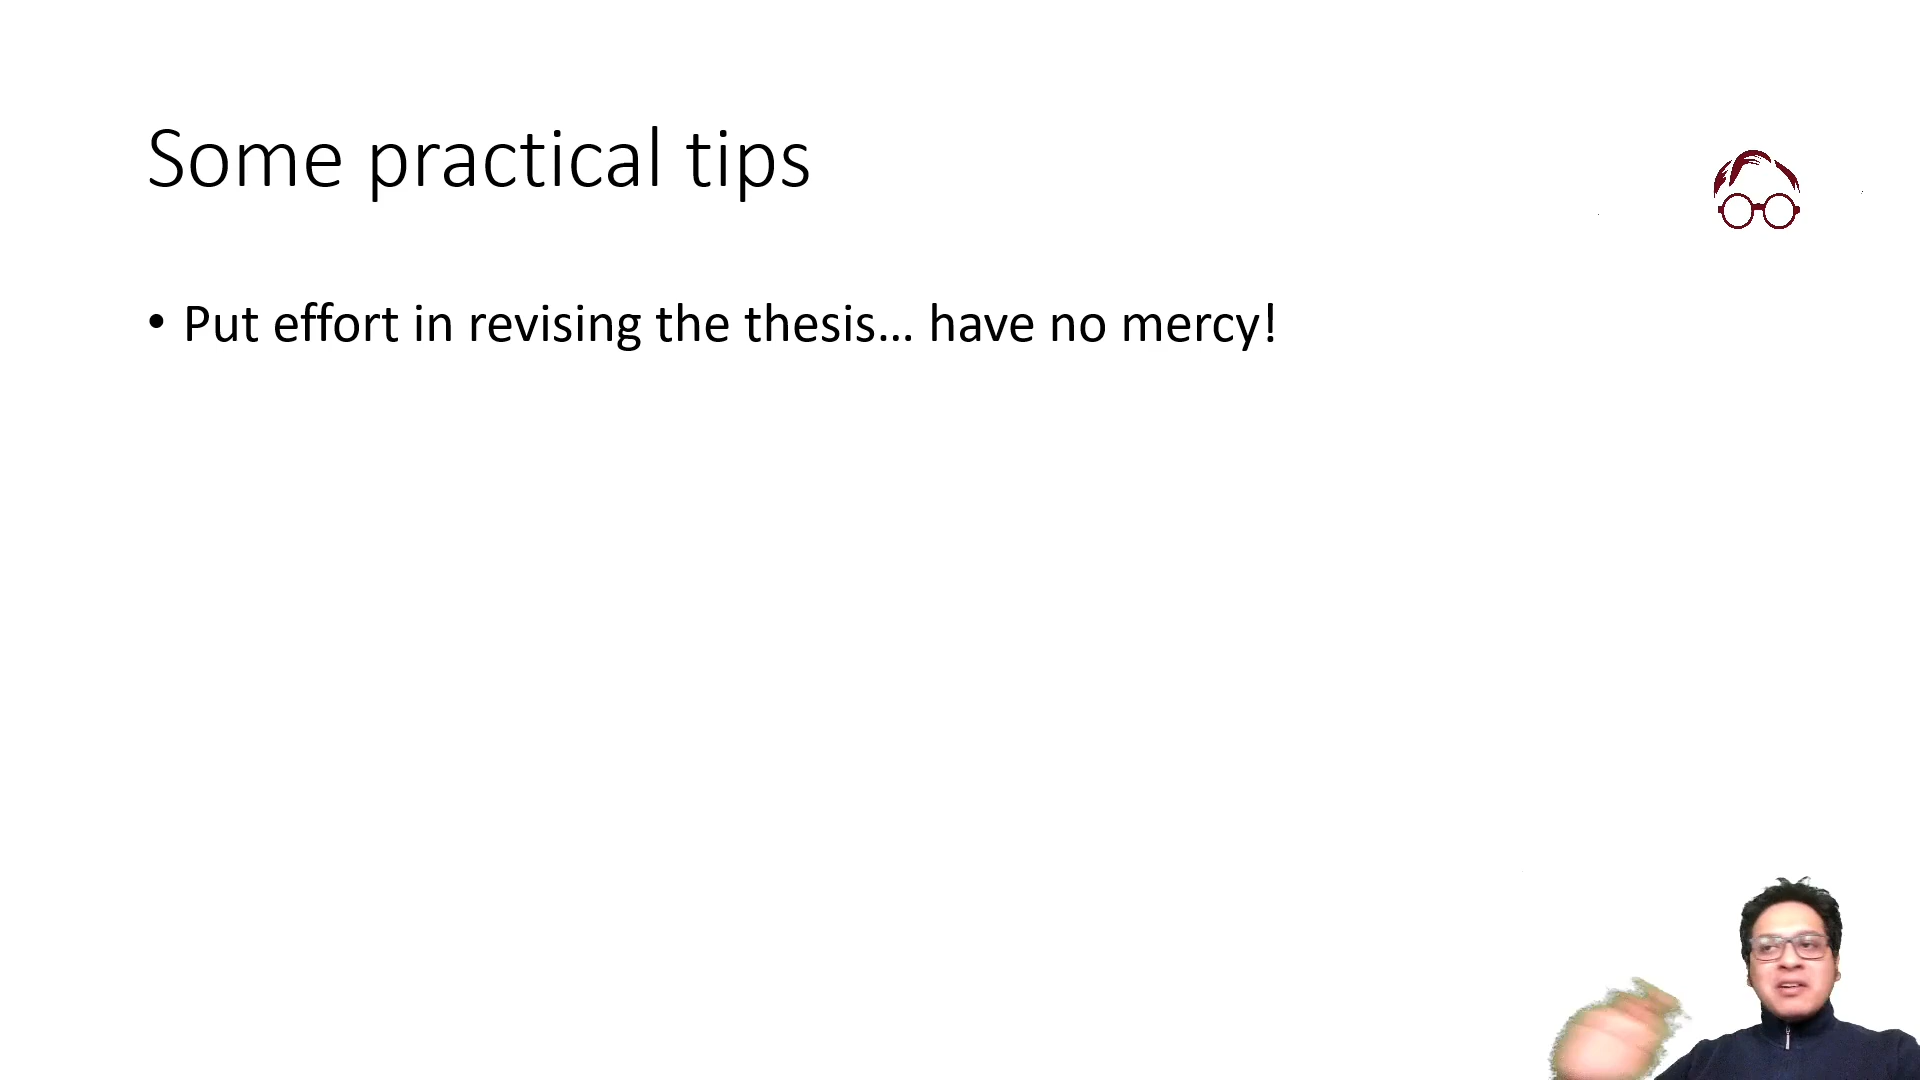 Some practical tips
• Put effort in revising the thesis... have no mercy!